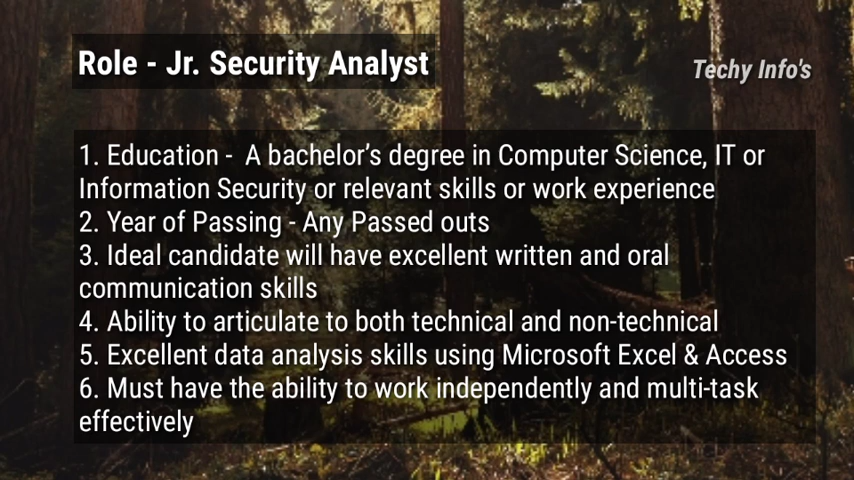 Role - Jr. Security Analyst
Techy Info's
1. Education -  A bachelor's degree in Computer Science, IT or
Information Security or relevant skills or work experience
2. Year of Passing - Any Passed outs
3. Ideal candidate will have excellent written and oral
communication skills
4. Ability to articulate to both technical and non-technical
5. Excellent data analysis skills using Microsoft Excel & Access
6. Must have the ability to work independently and multi-task
effectively